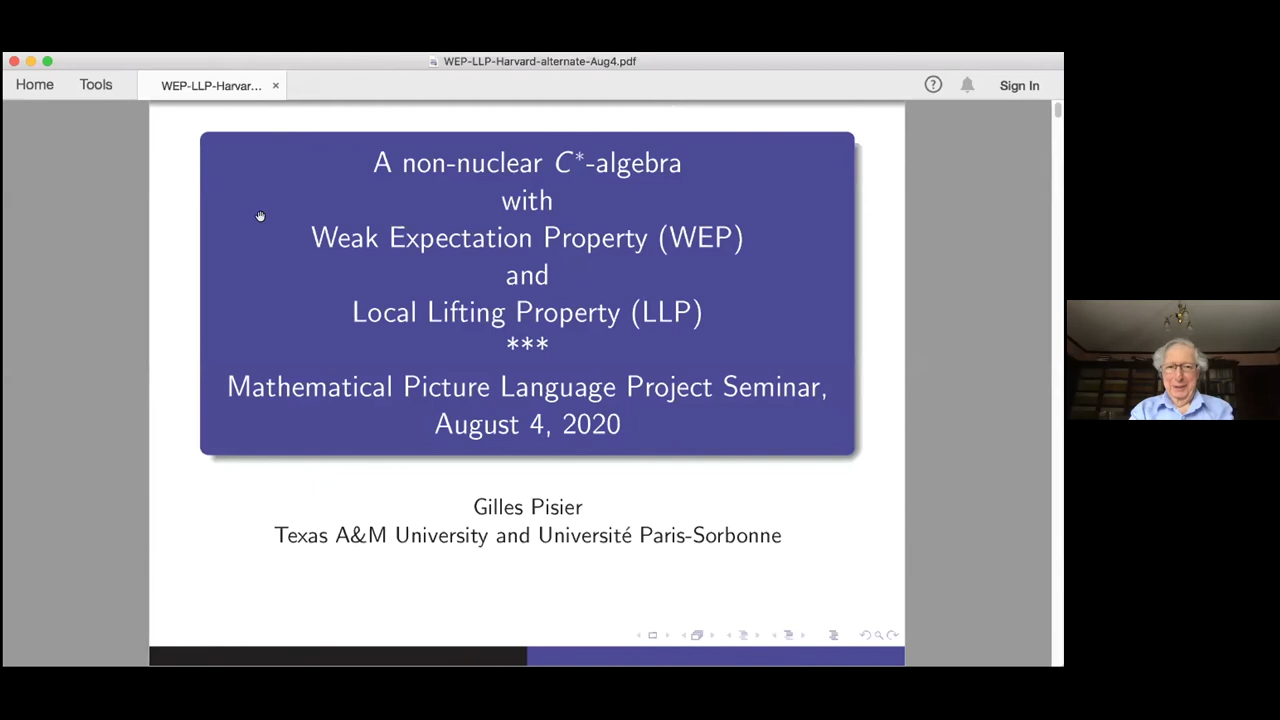 WEP-LLP-Harvard-alternate-Aug4.pdf
Home Tools WEP-LLP-Harvar... × ? Sign In
A non-nuclear C*-algebra
with
Weak Expectation Property (WEP)
and
Local Lifting Property (LLP)
***
Mathematical Picture Language Project Seminar,
August 4, 2020
Gilles Pisier
Texas A&M University and Université Paris-Sorbonne